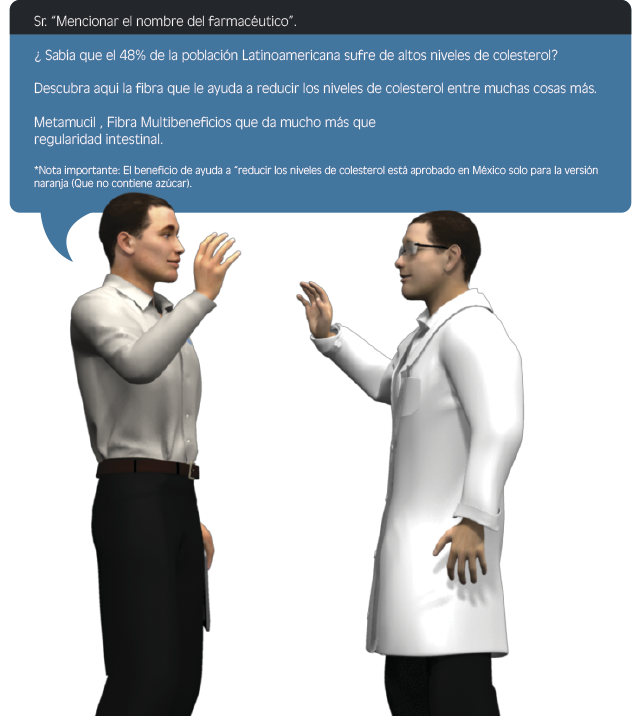 Sr. “Mencionar el nombre del farmacéutico”.
¿ Sabia que el 48% de la población Latinoamericana sufre de altos niveles de colesterol?
Descubra aqui la fibra que le ayuda a reducir los niveles de colesterol entre muchas cosas más.
Metamucil , Fibra Multibeneficios que da mucho más que
regularidad intestinal.
*Nota importante: El beneficio de ayuda a “reducir los niveles de colesterol está aprobado en México solo para la versión
naranja (Que no contiene azúcar).